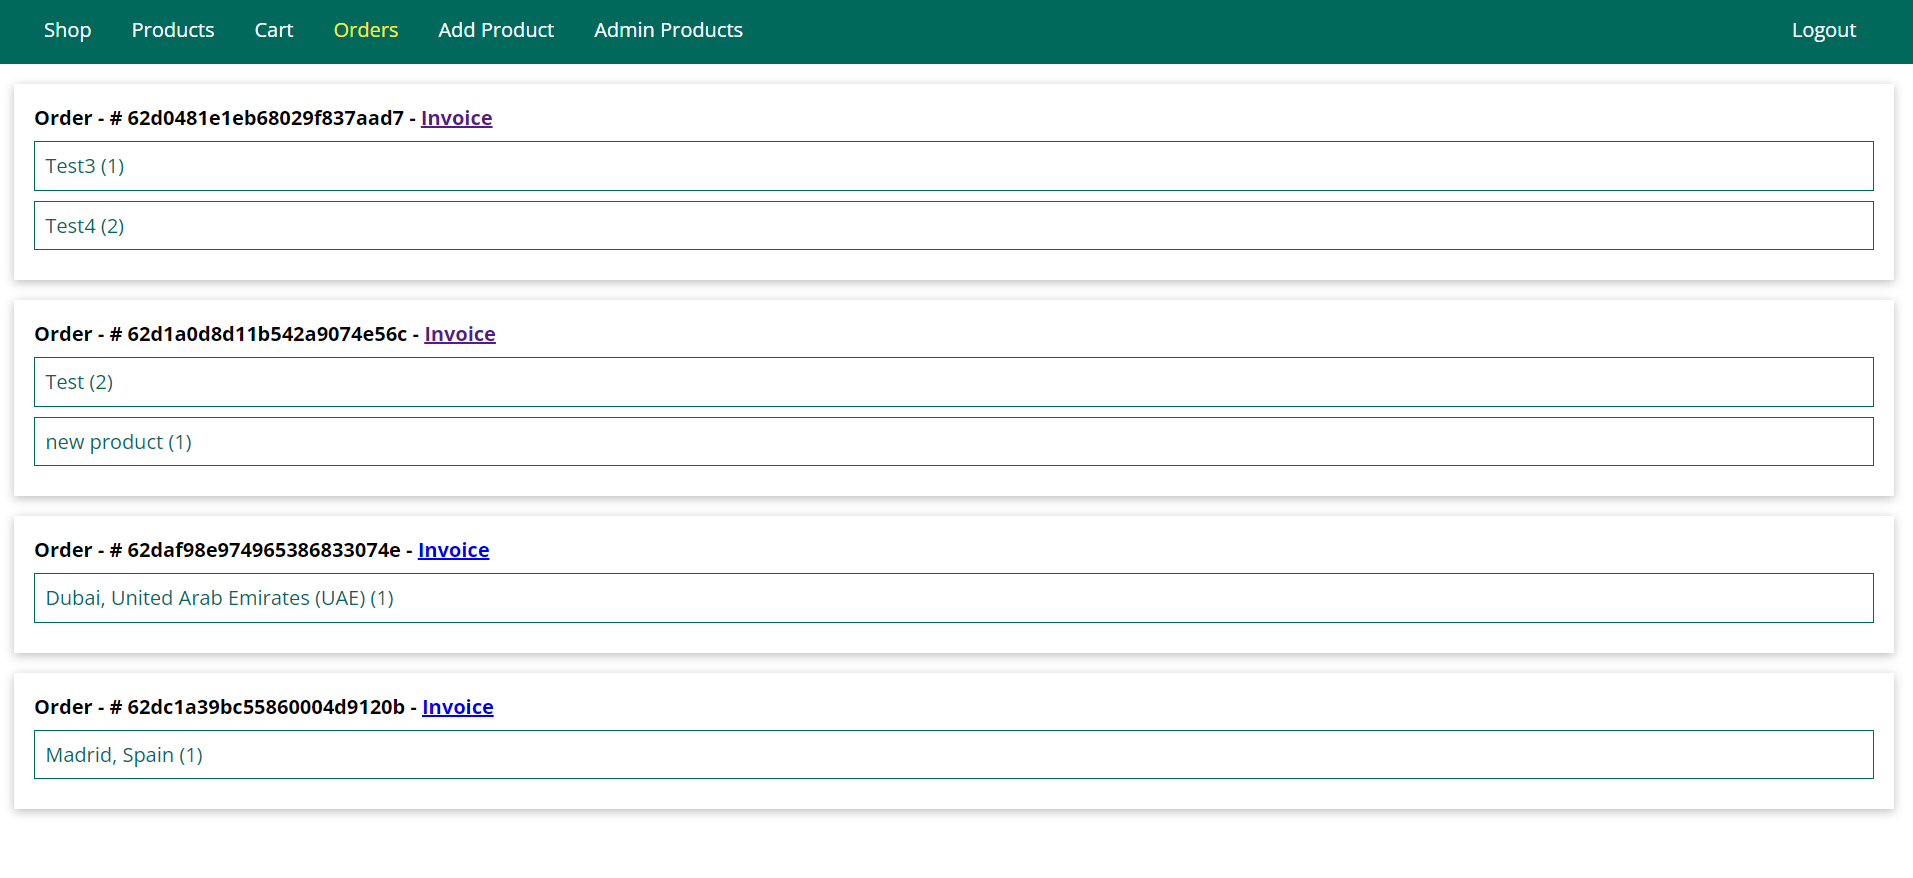 Shop Products Cart Orders Add Product Admin Products Logout
Order - # 62d0481e1eb68029f837aad7 - Invoice
Test3 (1)
Test4 (2)
Order - # 62d1a0d8d11b542a9074e56c - Invoice
Test (2)
new product (1)
Order - # 62daf98e974965386833074e - Invoice
Dubai, United Arab Emirates (UAE) (1)
Order - # 62dc1a39bc55860004d9120b - Invoice
Madrid, Spain (1)